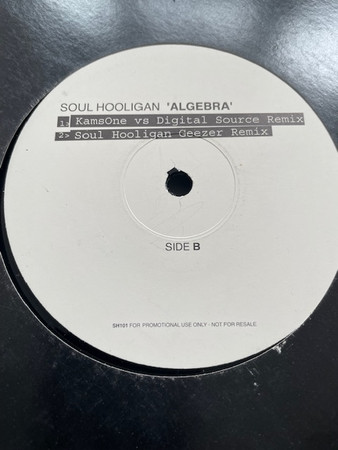 SOUL HOOLIGAN 'ALGEBRA'
1> KamsOne vs Digital Source Remix
2> Soul Hooligan Geezer Remix
SIDE B
SH101 FOR PROMOTIONAL USE ONLY - NOT FOR RESALE